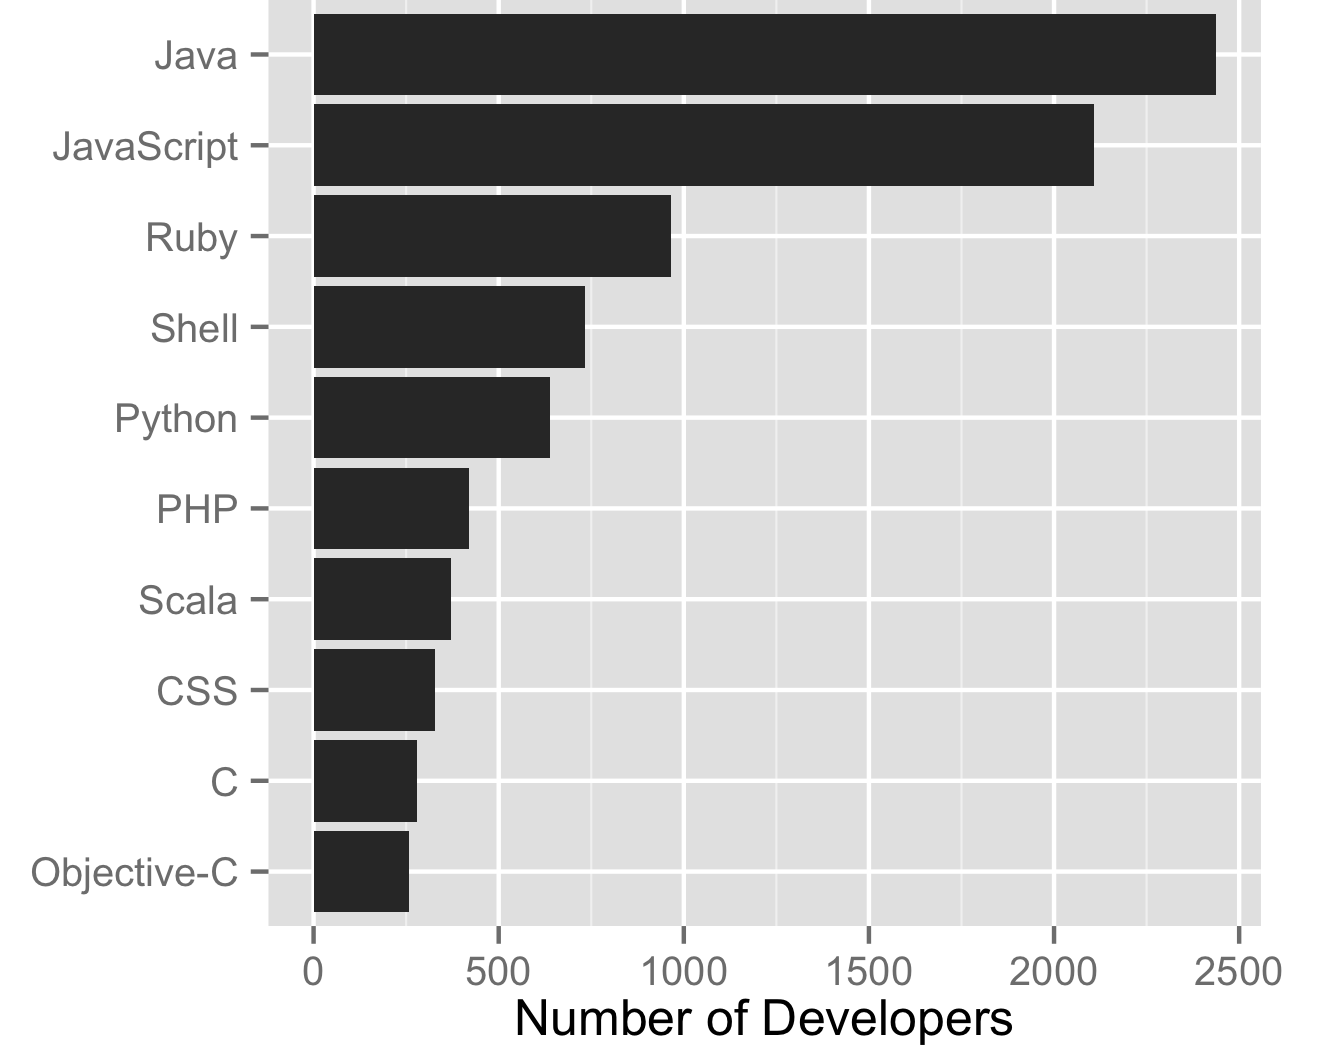 Java
JavaScript
Ruby
Shell
Python
PHP
Scala
CSS
C
Objective-C
0 500 1000 1500 2000 2500
Number of Developers